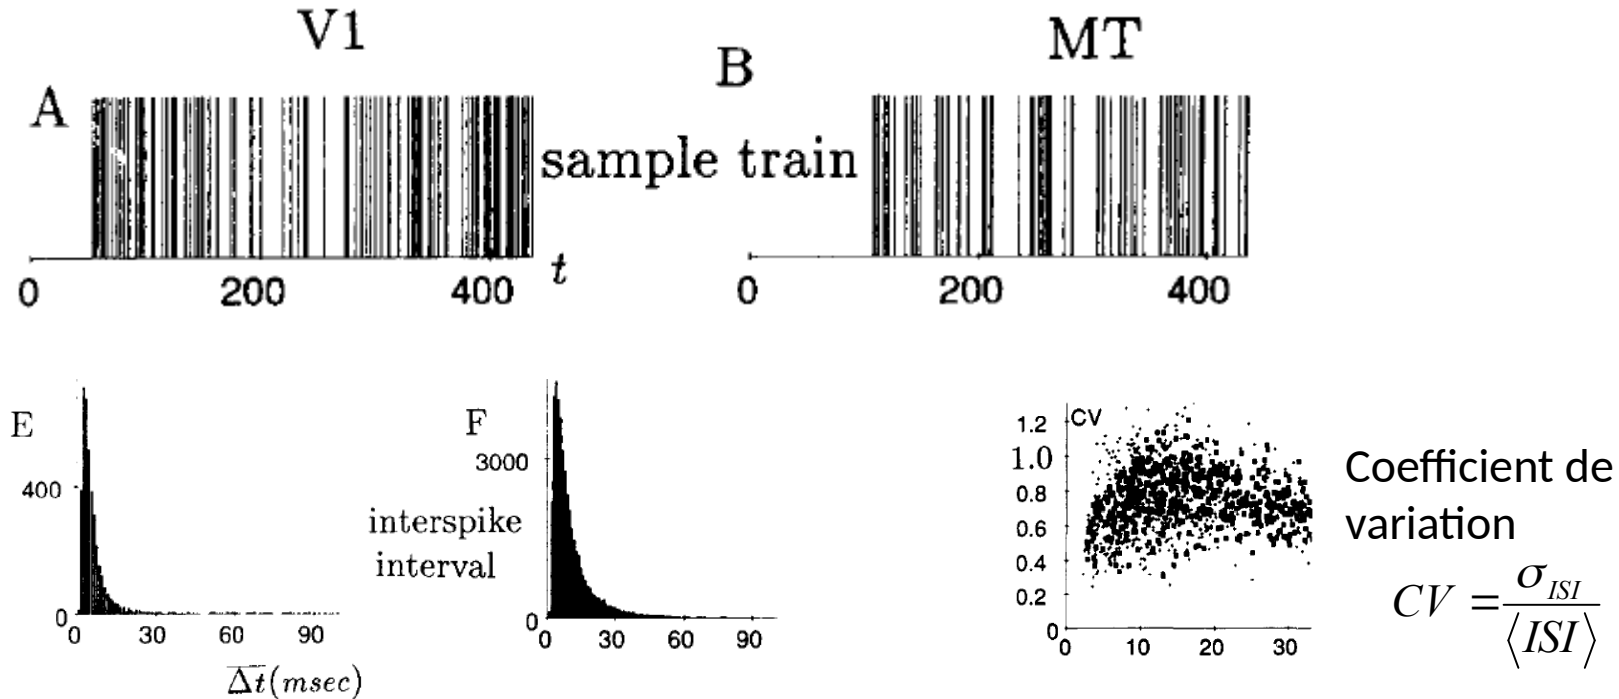 V1
MT
A
B
sample train
t
0 200 400
0 200 400
E
400
0
0 30 60 90
Δt(msec)
F
3000
0
0 30 60 90
interspike
interval
CV
1.2
1.0
0.8
0.6
0.4
0.2
0
0 10 20 30
Coefficient de
variation
CV = σ_ISI / ⟨ISI⟩